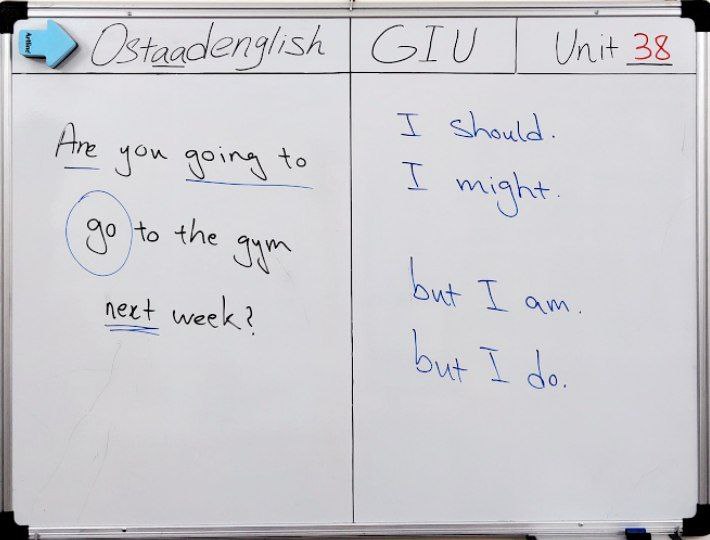 Ostaadenglish
GIU
Unit 38
Are you going to
go to the gym
next week?
I should.
I might.
but I am.
but I do.